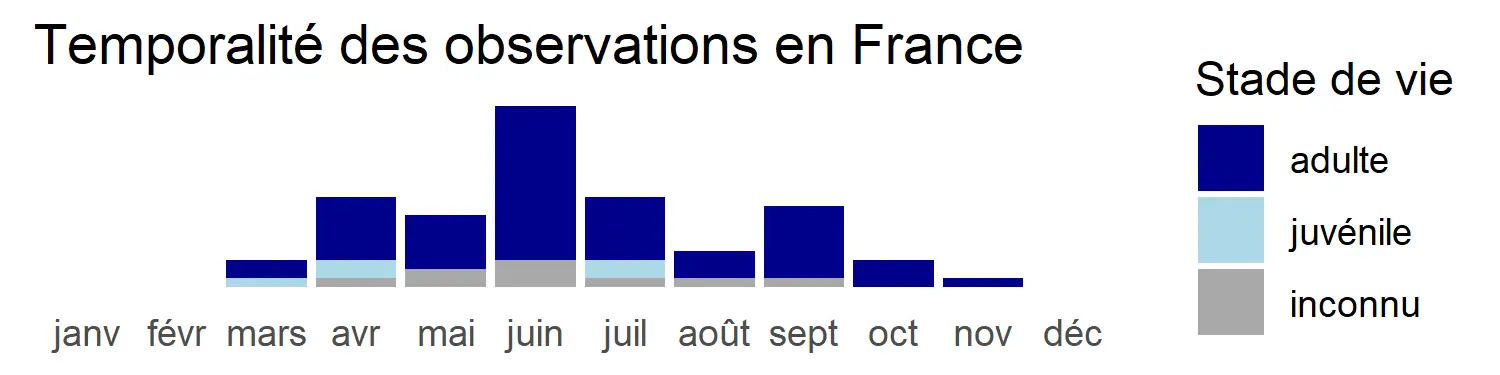 Temporalité des observations en France
Stade de vie
adulte
juvénile
inconnu
janv févr mars avr mai juin juil août sept oct nov déc